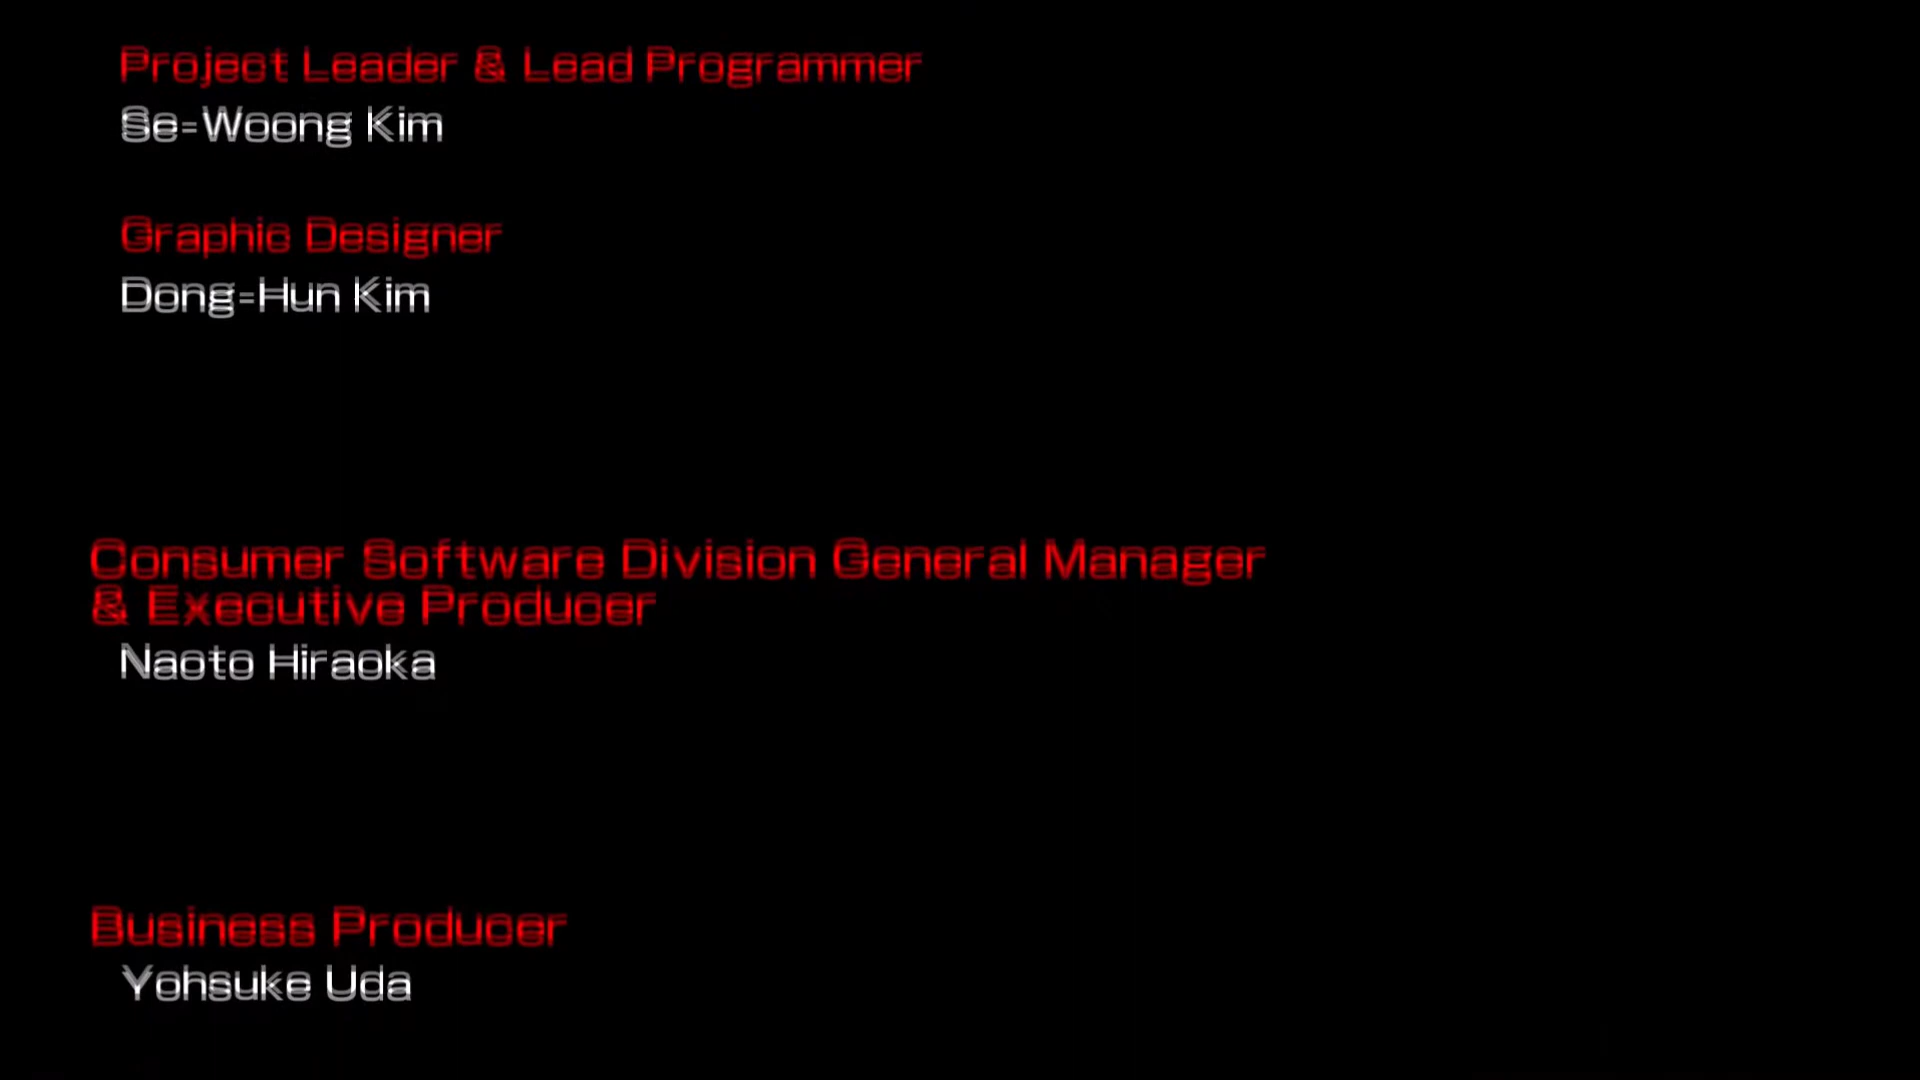 Project Leader & Lead Programmer
Se-Woong Kim
Graphic Designer
Dong-Hun Kim
Consumer Software Division General Manager
& Executive Producer
Naoto Hiraoka
Business Producer
Yohsuke Uda